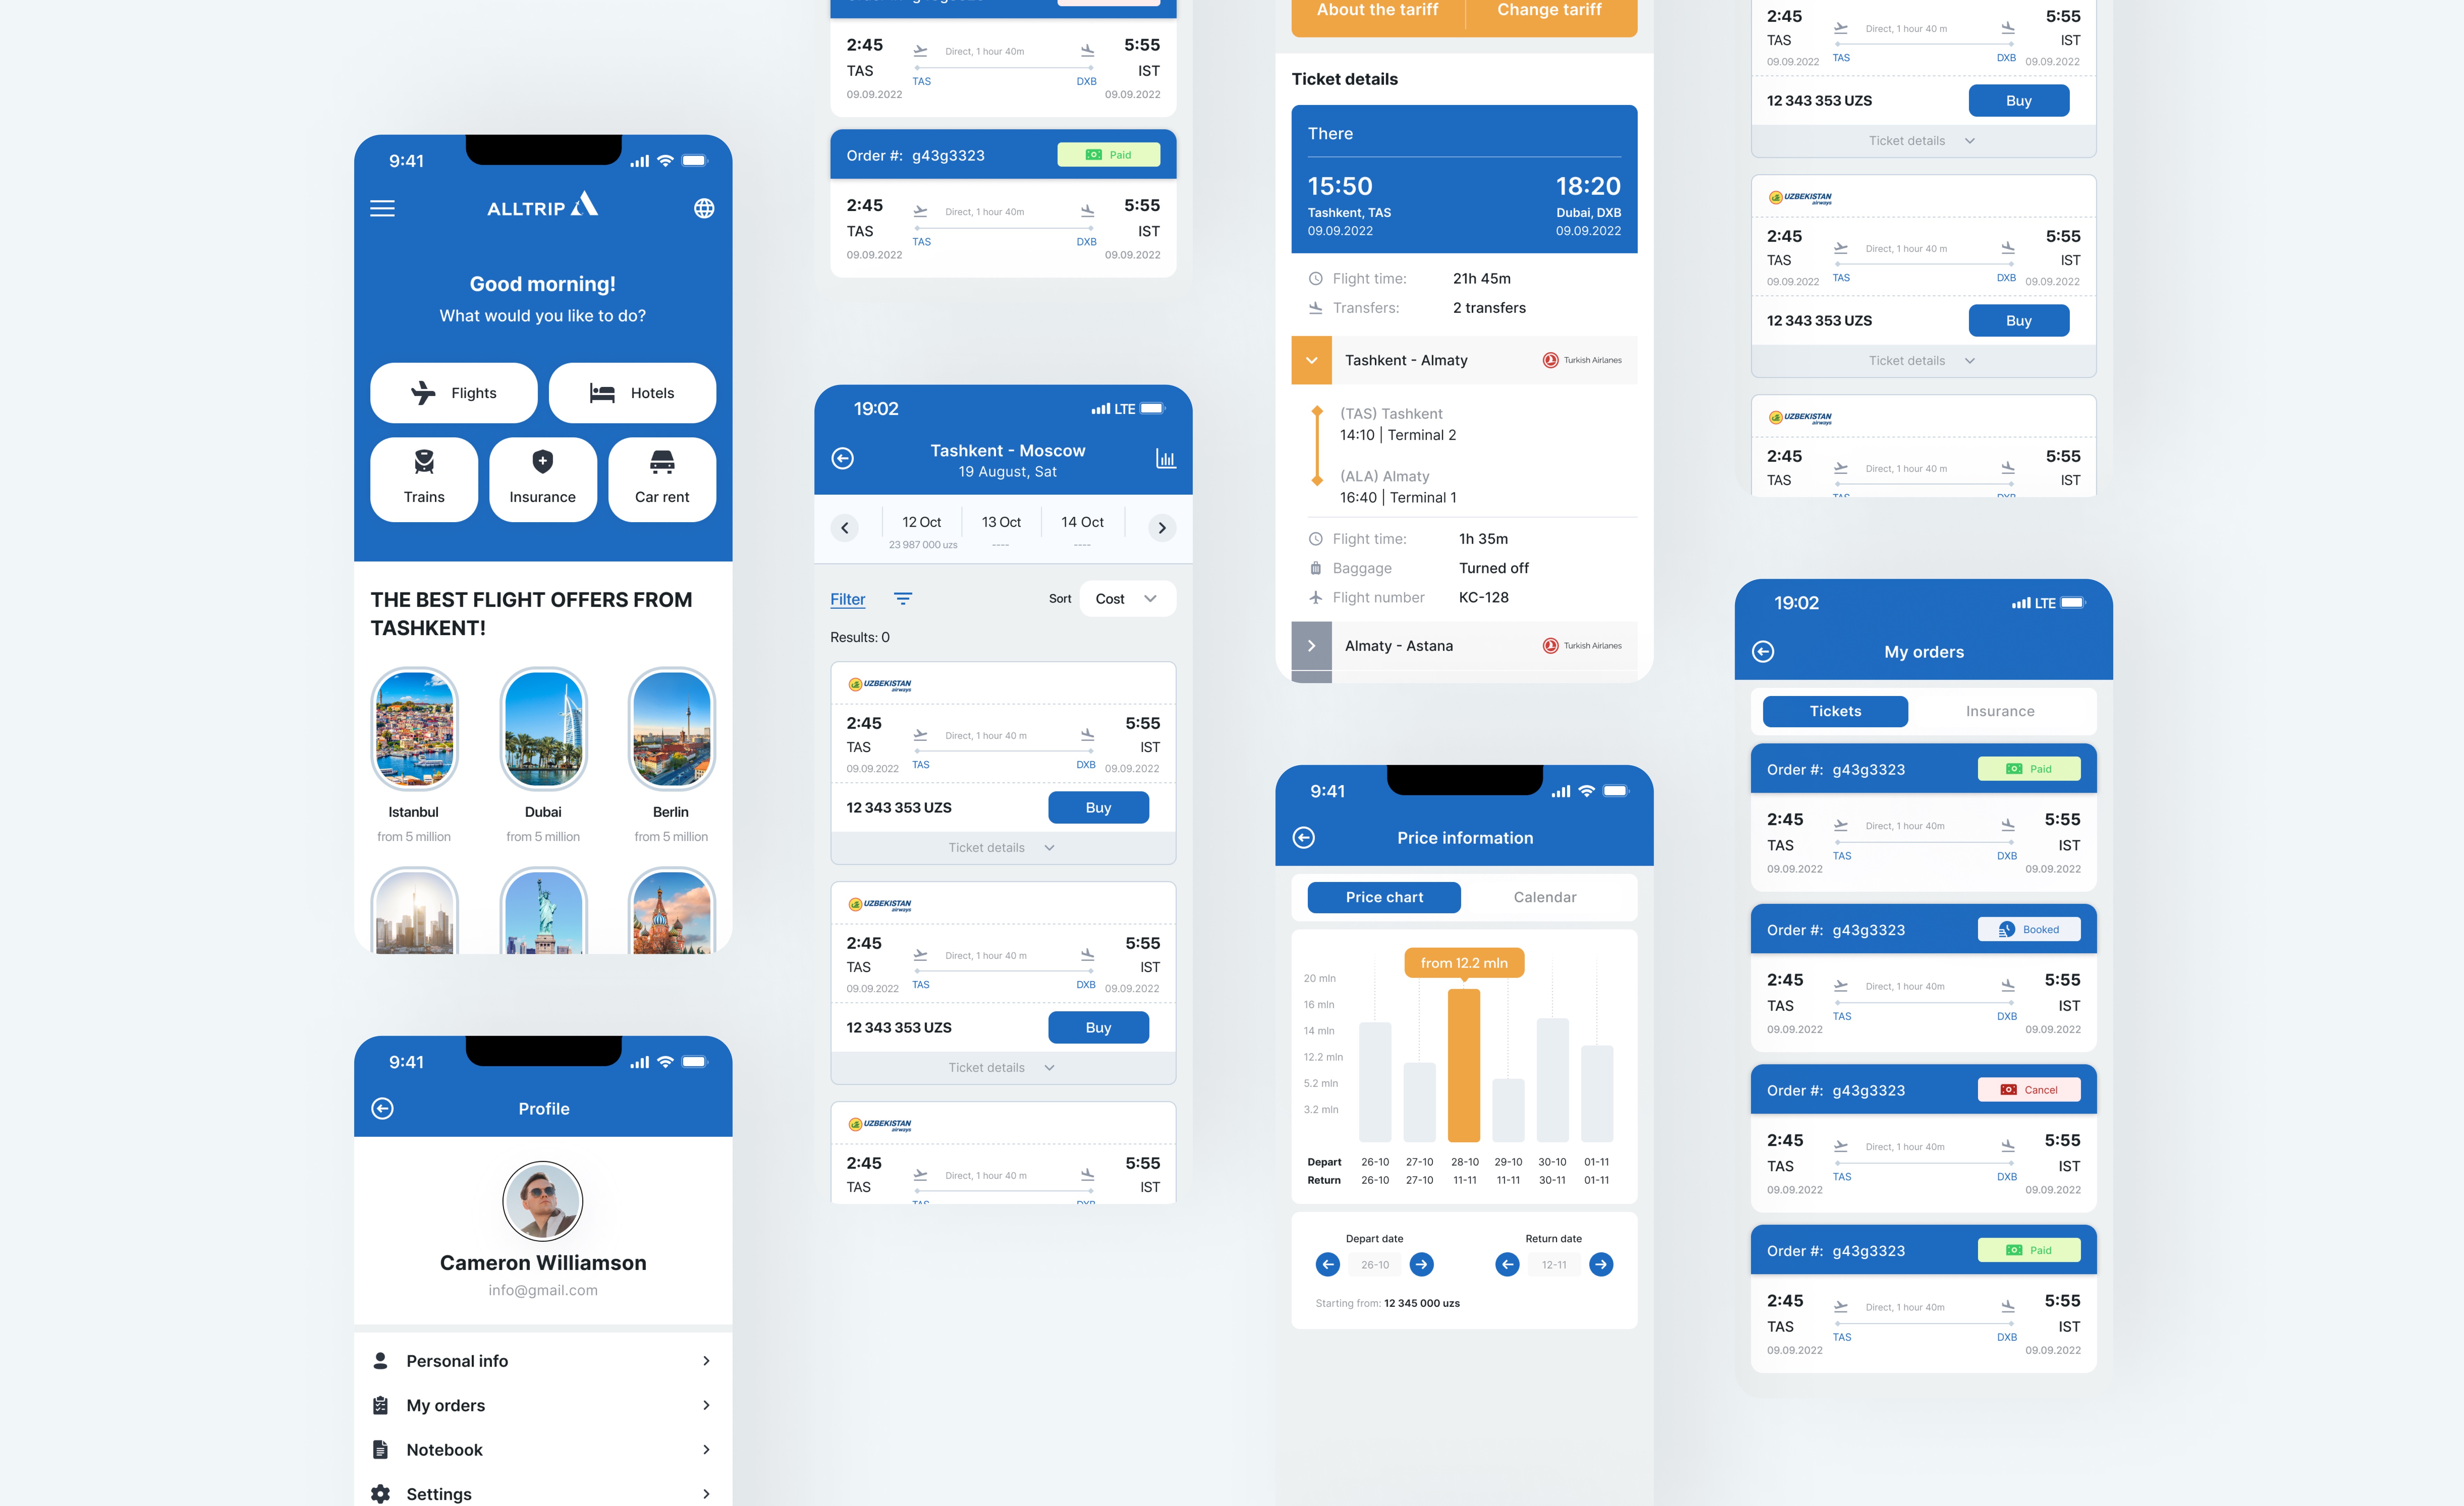 9:41
ALLTRIP
Good morning!
What would you like to do?
Flights
Hotels
Trains
Insurance
Car rent
THE BEST FLIGHT OFFERS FROM
TASHKENT!
Istanbul
Dubai
Berlin
from 5 million
from 5 million
from 5 million
9:41
Profile
Cameron Williamson
info@gmail.com
Personal info
My orders
Notebook
Settings
2:45
Direct, 1 hour 40m
5:55
TAS
TAS
DXB
IST
09.09.2022
09.09.2022
Order #: g43g3323
Paid
2:45
Direct, 1 hour 40m
5:55
TAS
TAS
DXB
IST
09.09.2022
09.09.2022
19:02
LTE
Tashkent - Moscow
19 August, Sat
12 Oct
13 Oct
14 Oct
23 987 000 uzs
----
----
Filter
Sort
Cost
Results: 0
UZBEKISTAN
airways
2:45
Direct, 1 hour 40 m
5:55
TAS
IST
09.09.2022
TAS
DXB
09.09.2022
12 343 353 UZS
Buy
Ticket details
UZBEKISTAN
airways
2:45
Direct, 1 hour 40 m
5:55
TAS
IST
09.09.2022
TAS
DXB
09.09.2022
12 343 353 UZS
Buy
Ticket details
UZBEKISTAN
airways
2:45
Direct, 1 hour 40 m
5:55
TAS
IST
About the tariff
Change tariff
Ticket details
There
15:50
18:20
Tashkent, TAS
Dubai, DXB
09.09.2022
09.09.2022
Flight time: 21h 45m
Transfers: 2 transfers
Tashkent - Almaty
Turkish Airlanes
(TAS) Tashkent
14:10 | Terminal 2
(ALA) Almaty
16:40 | Terminal 1
Flight time: 1h 35m
Baggage Turned off
Flight number KC-128
Almaty - Astana
Turkish Airlanes
9:41
Price information
Price chart
Calendar
from 12.2 mln
20 mln
16 mln
14 mln
12.2 mln
5.2 mln
3.2 mln
Depart 26-10 27-10 28-10 29-10 30-10 01-11
Return 26-10 27-10 11-11 11-11 30-11 01-11
Depart date
Return date
26-10
12-11
Starting from: 12 345 000 uzs
2:45
Direct, 1 hour 40 m
5:55
TAS
IST
09.09.2022
TAS
DXB
09.09.2022
12 343 353 UZS
Buy
Ticket details
UZBEKISTAN
airways
2:45
Direct, 1 hour 40 m
5:55
TAS
IST
09.09.2022
TAS
DXB
09.09.2022
12 343 353 UZS
Buy
Ticket details
UZBEKISTAN
airways
2:45
Direct, 1 hour 40 m
5:55
TAS
IST
19:02
LTE
My orders
Tickets
Insurance
Order #: g43g3323
Paid
2:45
Direct, 1 hour 40m
5:55
TAS
TAS
DXB
IST
09.09.2022
09.09.2022
Order #: g43g3323
Booked
2:45
Direct, 1 hour 40m
5:55
TAS
TAS
DXB
IST
09.09.2022
09.09.2022
Order #: g43g3323
Cancel
2:45
Direct, 1 hour 40m
5:55
TAS
TAS
DXB
IST
09.09.2022
09.09.2022
Order #: g43g3323
Paid
2:45
Direct, 1 hour 40m
5:55
TAS
TAS
DXB
IST
09.09.2022
09.09.2022